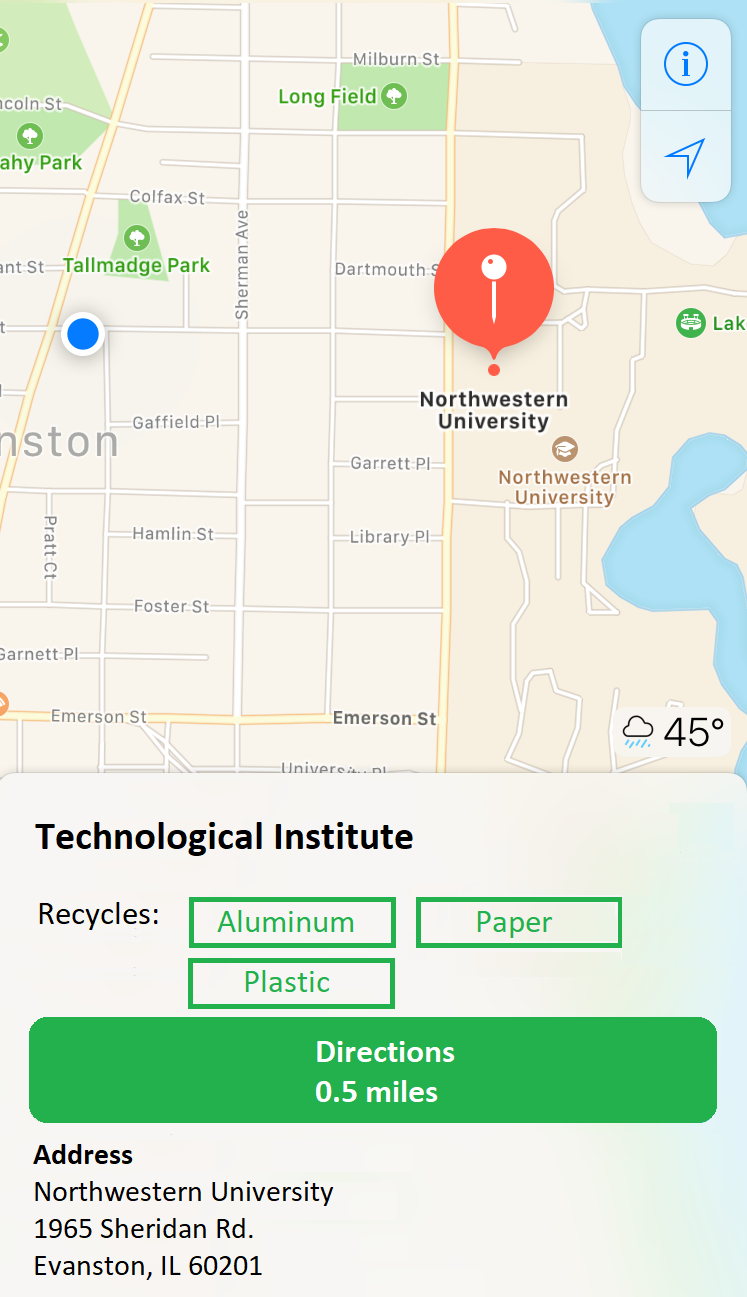 Milburn St
Long Field
ncoln St
ahy Park
Colfax St
Sherman Ave
ant St
Tallmadge Park
Dartmouth S
Lak
Northwestern
University
nston
Gaffield Pl
Garrett Pl
Northwestern
University
Pratt Ct
Hamlin St
Library Pl
Foster St
Garnett Pl
Emerson St
Emerson St
45°
University Pl
Technological Institute
Recycles:
Aluminum
Paper
Plastic
Directions
0.5 miles
Address
Northwestern University
1965 Sheridan Rd.
Evanston, IL 60201